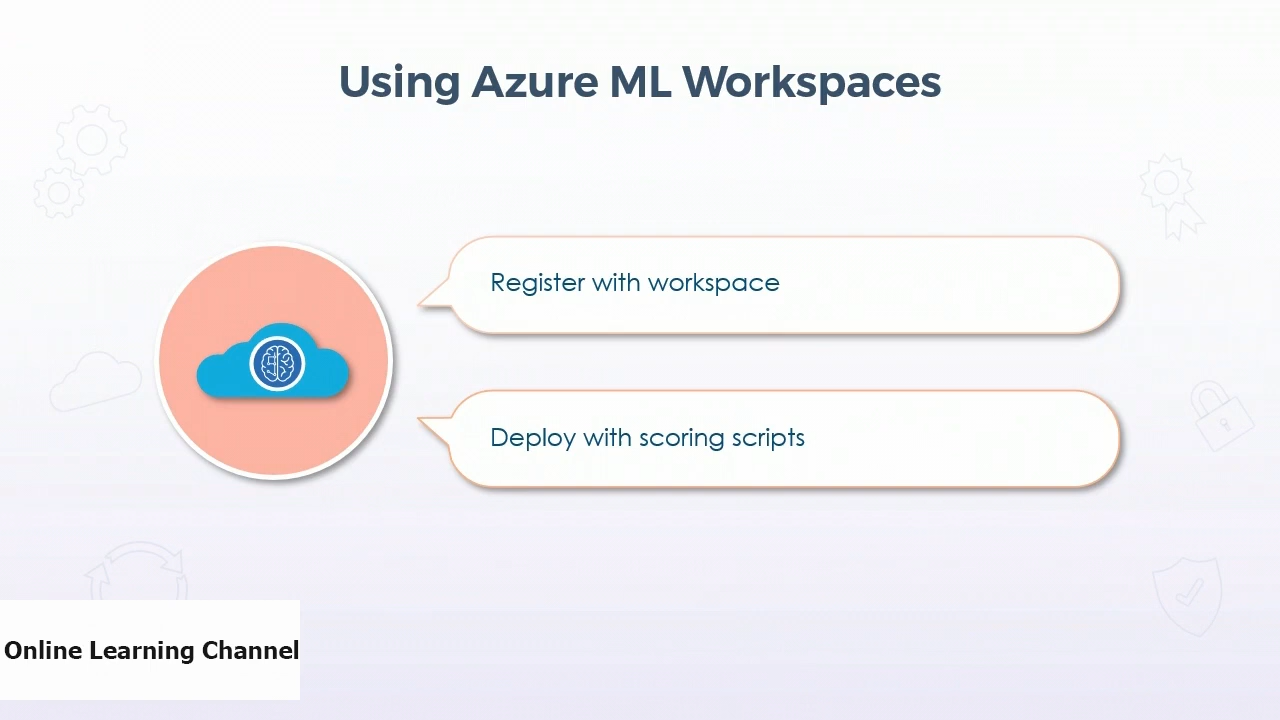 Using Azure ML Workspaces
Register with workspace
Deploy with scoring scripts
Online Learning Channel